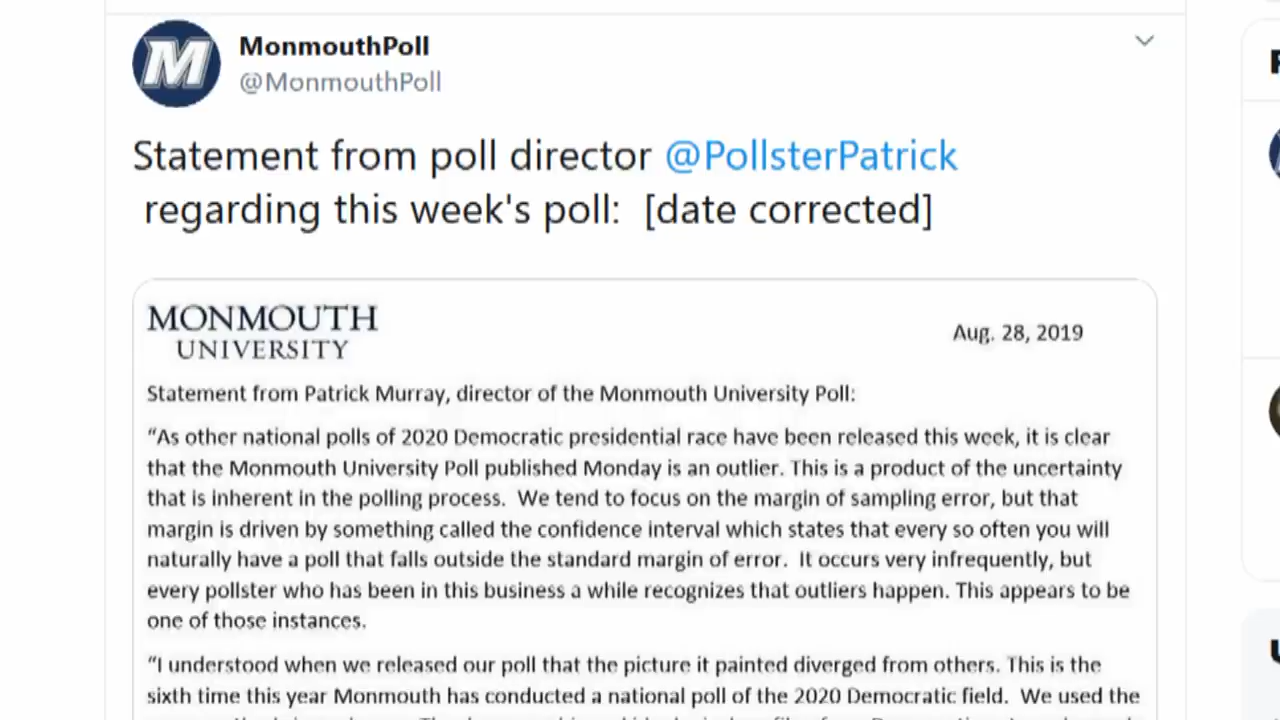 MonmouthPoll
@MonmouthPoll
Statement from poll director @PollsterPatrick
regarding this week's poll: [date corrected]
MONMOUTH
UNIVERSITY
Aug. 28, 2019
Statement from Patrick Murray, director of the Monmouth University Poll:
“As other national polls of 2020 Democratic presidential race have been released this week, it is clear
that the Monmouth University Poll published Monday is an outlier. This is a product of the uncertainty
that is inherent in the polling process. We tend to focus on the margin of sampling error, but that
margin is driven by something called the confidence interval which states that every so often you will
naturally have a poll that falls outside the standard margin of error. It occurs very infrequently, but
every pollster who has been in this business a while recognizes that outliers happen. This appears to be
one of those instances.
“I understood when we released our poll that the picture it painted diverged from others. This is the
sixth time this year Monmouth has conducted a national poll of the 2020 Democratic field. We used the